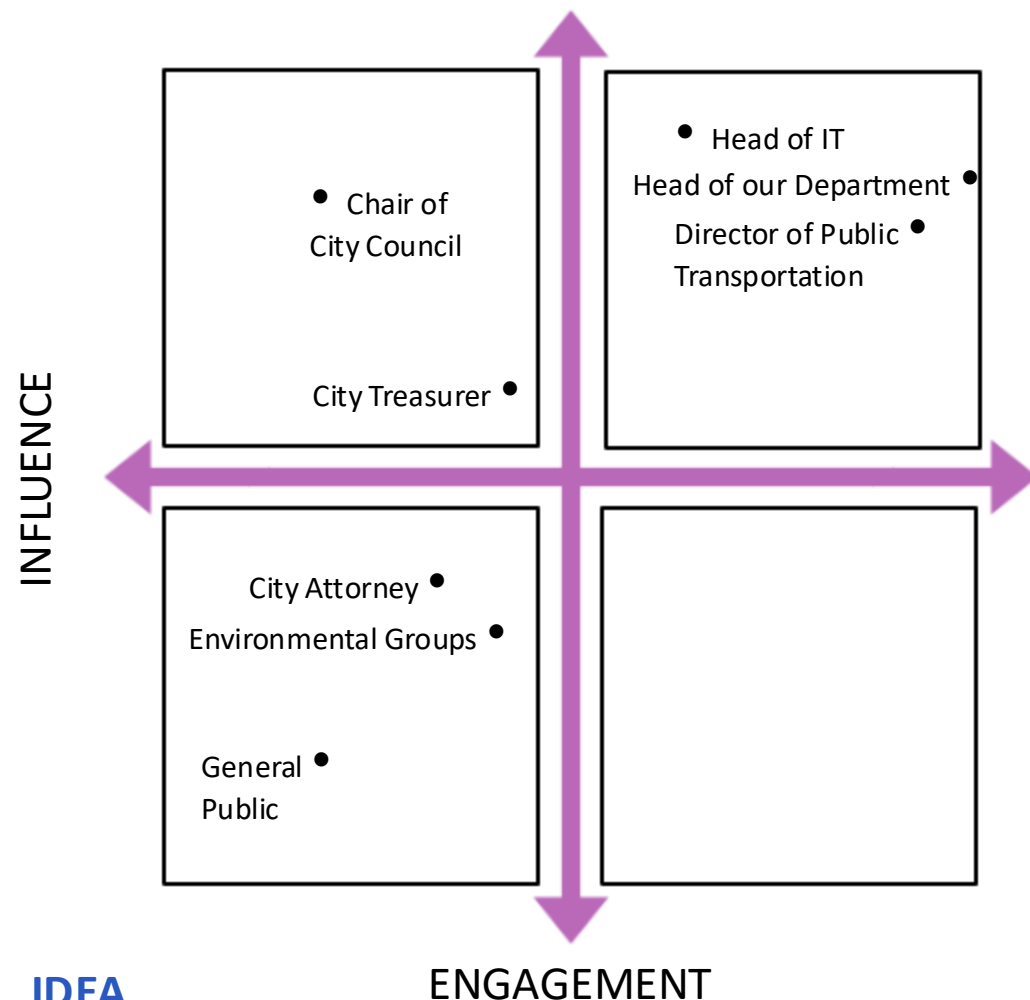 Head of IT
Head of our Department
Director of Public
Transportation
Chair of
City Council
City Treasurer
INFLUENCE
City Attorney
Environmental Groups
General
Public
ENGAGEMENT
IDEA